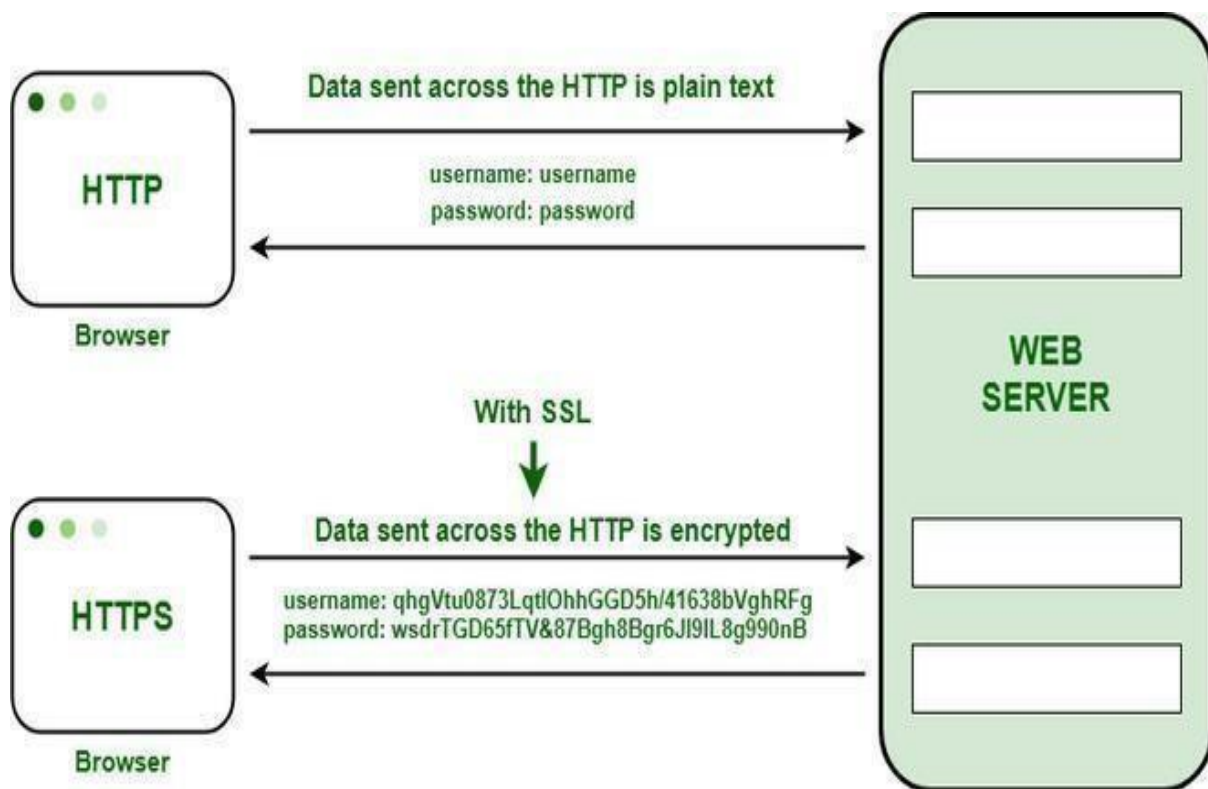 Data sent across the HTTP is plain text
HTTP
username: username
password: password
Browser
WEB
SERVER
With SSL
Data sent across the HTTP is encrypted
HTTPS
username: qhgVtu0873LqtlOhhGGD5h/41638bVghRFg
password: wsdrTGD65fTV&87Bgh8Bgr6Jl9lL8g990nB
Browser